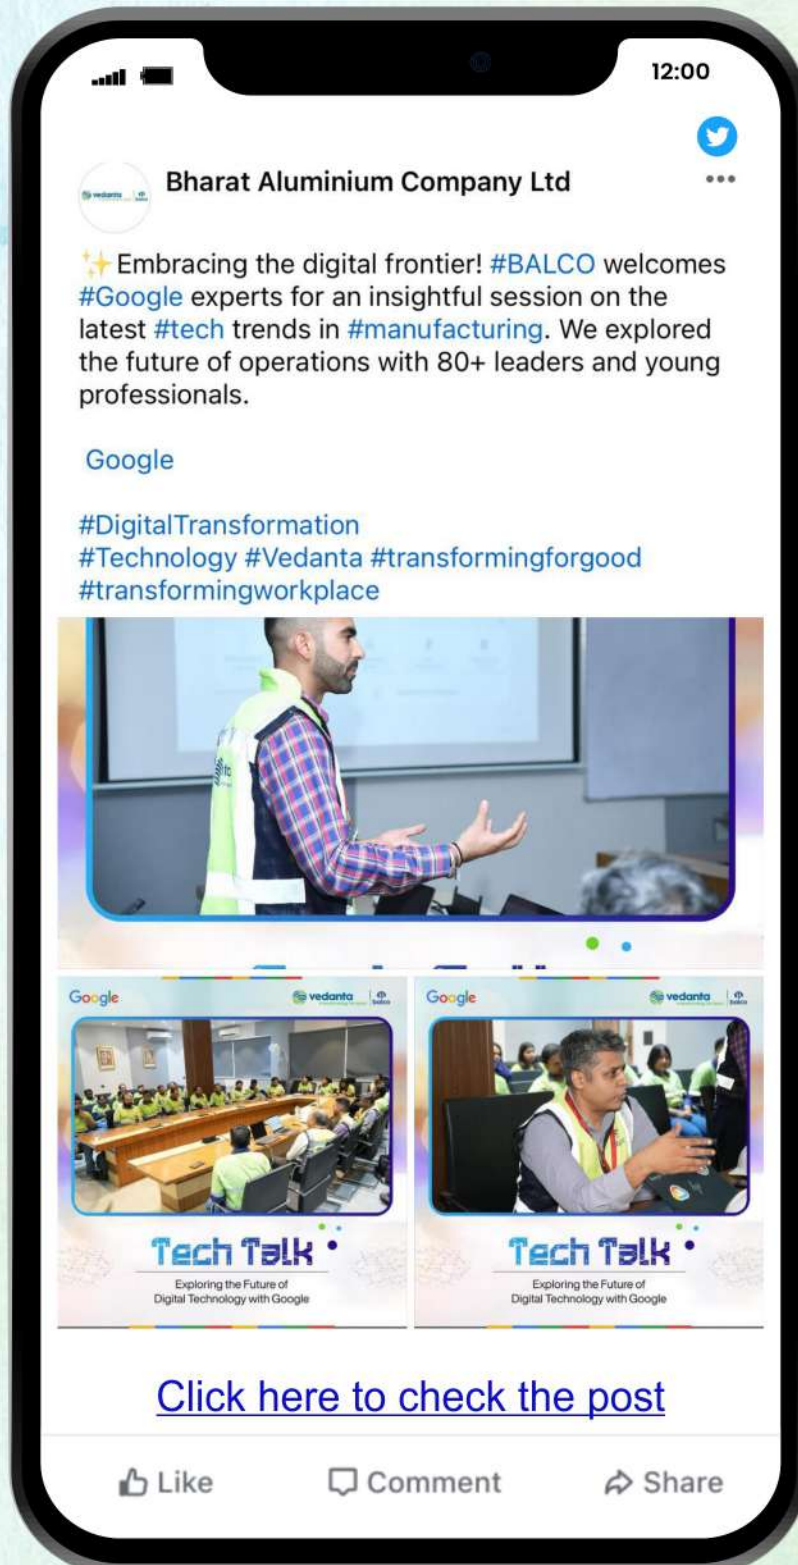 12:00
vedanta
balco
Bharat Aluminium Company Ltd
✨Embracing the digital frontier! #BALCO welcomes
#Google experts for an insightful session on the
latest #tech trends in #manufacturing. We explored
the future of operations with 80+ leaders and young
professionals.
Google
#DigitalTransformation
#Technology #Vedanta #transformingforgood
#transformingworkplace
Google vedanta balco
Tech Talk
Exploring the Future of
Digital Technology with Google
Google vedanta balco
Tech Talk
Exploring the Future of
Digital Technology with Google
Click here to check the post
Like Comment Share